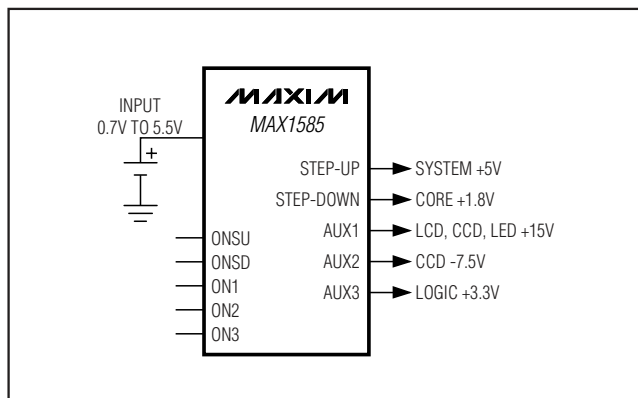 MAXIM
MAX1585
INPUT
0.7V TO 5.5V
+
STEP-UP
SYSTEM +5V
STEP-DOWN
CORE +1.8V
AUX1
LCD, CCD, LED +15V
AUX2
CCD -7.5V
AUX3
LOGIC +3.3V
ONSU
ONSD
ON1
ON2
ON3